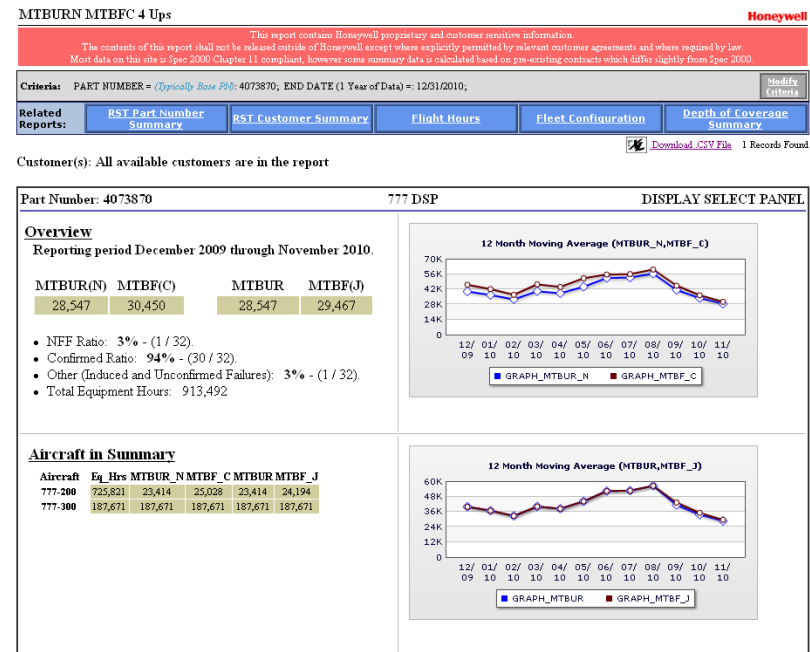 MTBURN MTBFC 4 Ups
Honeywell
This report contains Honeywell proprietary and customer sensitive information.
The contents of this report shall not be released outside of Honeywell except where explicitly permitted by relevant customer agreements and where required by law.
Most data on this site is Spec 2000 Chapter 11 compliant, however some summary data is calculated based on pre-existing contracts which differ slightly from Spec 2000.
Criteria: PART NUMBER = (Typically Base PN): 4073870; END DATE (1 Year of Data) =: 12/31/2010;
Modify Criteria
Related Reports:
RST Part Number Summary
RST Customer Summary
Flight Hours
Fleet Configuration
Depth of Coverage Summary
Download .CSV File 1 Records Found
Customer(s): All available customers are in the report
Part Number: 4073870 777 DSP DISPLAY SELECT PANEL
Overview
Reporting period December 2009 through November 2010.
MTBUR(N) MTBF(C) MTBUR MTBF(J)
28,547 30,450 28,547 29,467
• NFF Ratio: 3% - (1 / 32).
• Confirmed Ratio: 94% - (30 / 32).
• Other (Induced and Unconfirmed Failures): 3% - (1 / 32).
• Total Equipment Hours: 913,492
12 Month Moving Average (MTBUR_N,MTBF_C)
70K
56K
42K
28K
14K
0
12/ 01/ 02/ 03/ 04/ 05/ 06/ 07/ 08/ 09/ 10/ 11/
09 10 10 10 10 10 10 10 10 10 10 10
GRAPH_MTBUR_N GRAPH_MTBF_C
Aircraft in Summary
Aircraft Eq_Hrs MTBUR_N MTBF_C MTBUR MTBF_J
777-200 725,821 23,414 25,028 23,414 24,194
777-300 187,671 187,671 187,671 187,671 187,671
12 Month Moving Average (MTBUR,MTBF_J)
60K
48K
36K
24K
12K
0
12/ 01/ 02/ 03/ 04/ 05/ 06/ 07/ 08/ 09/ 10/ 11/
09 10 10 10 10 10 10 10 10 10 10 10
GRAPH_MTBUR GRAPH_MTBF_J